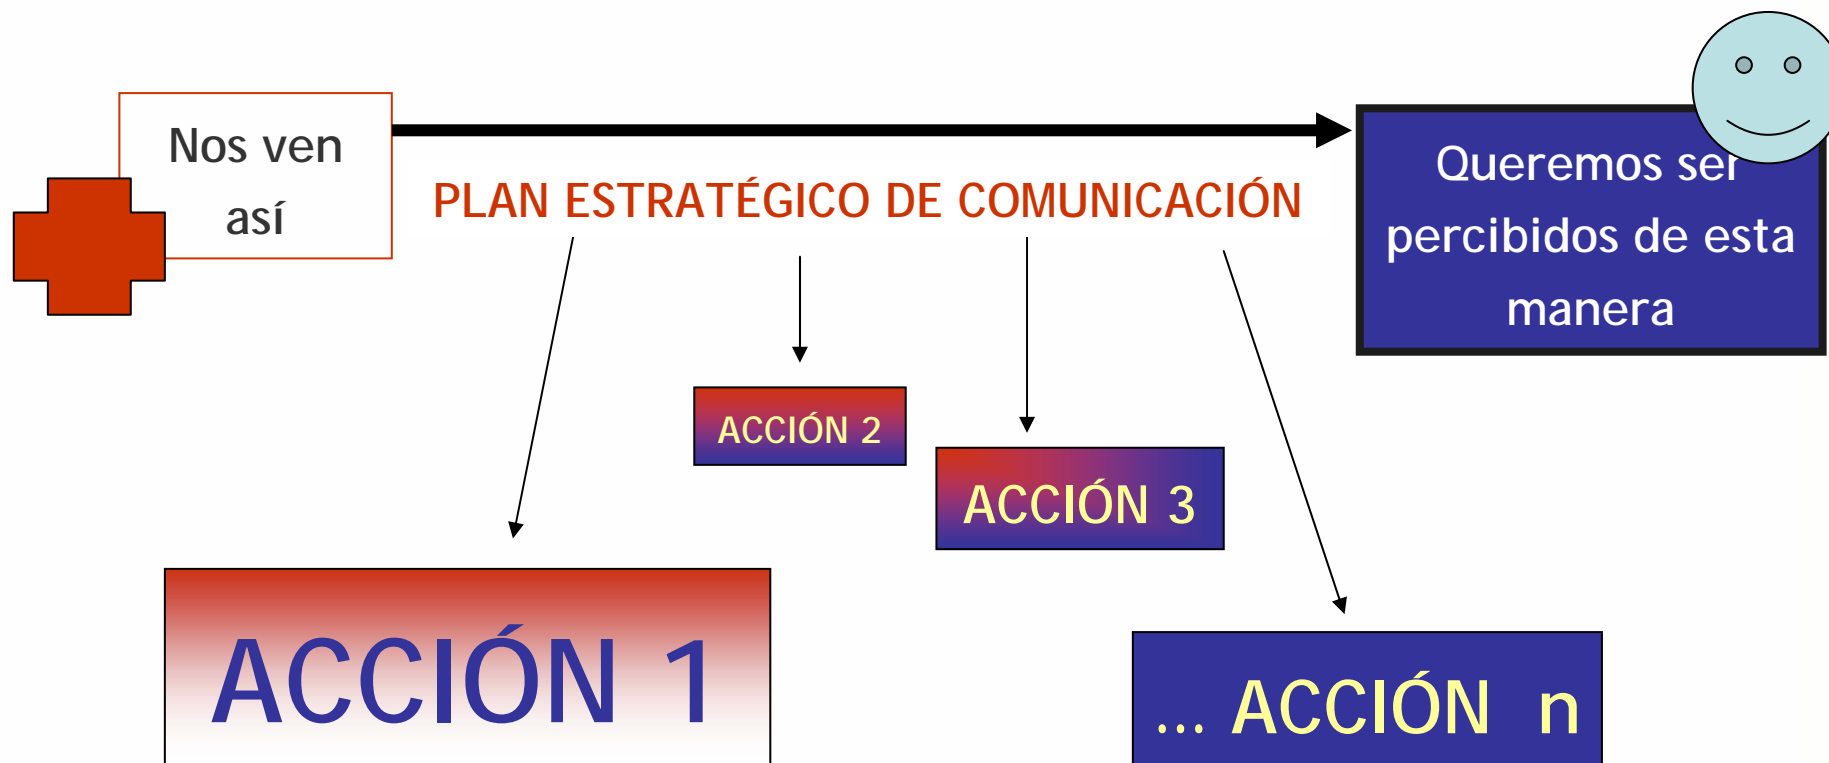 Nos ven
así
PLAN ESTRATÉGICO DE COMUNICACIÓN
Queremos ser
percibidos de esta
manera
ACCIÓN 2
ACCIÓN 3
ACCIÓN 1
... ACCIÓN n